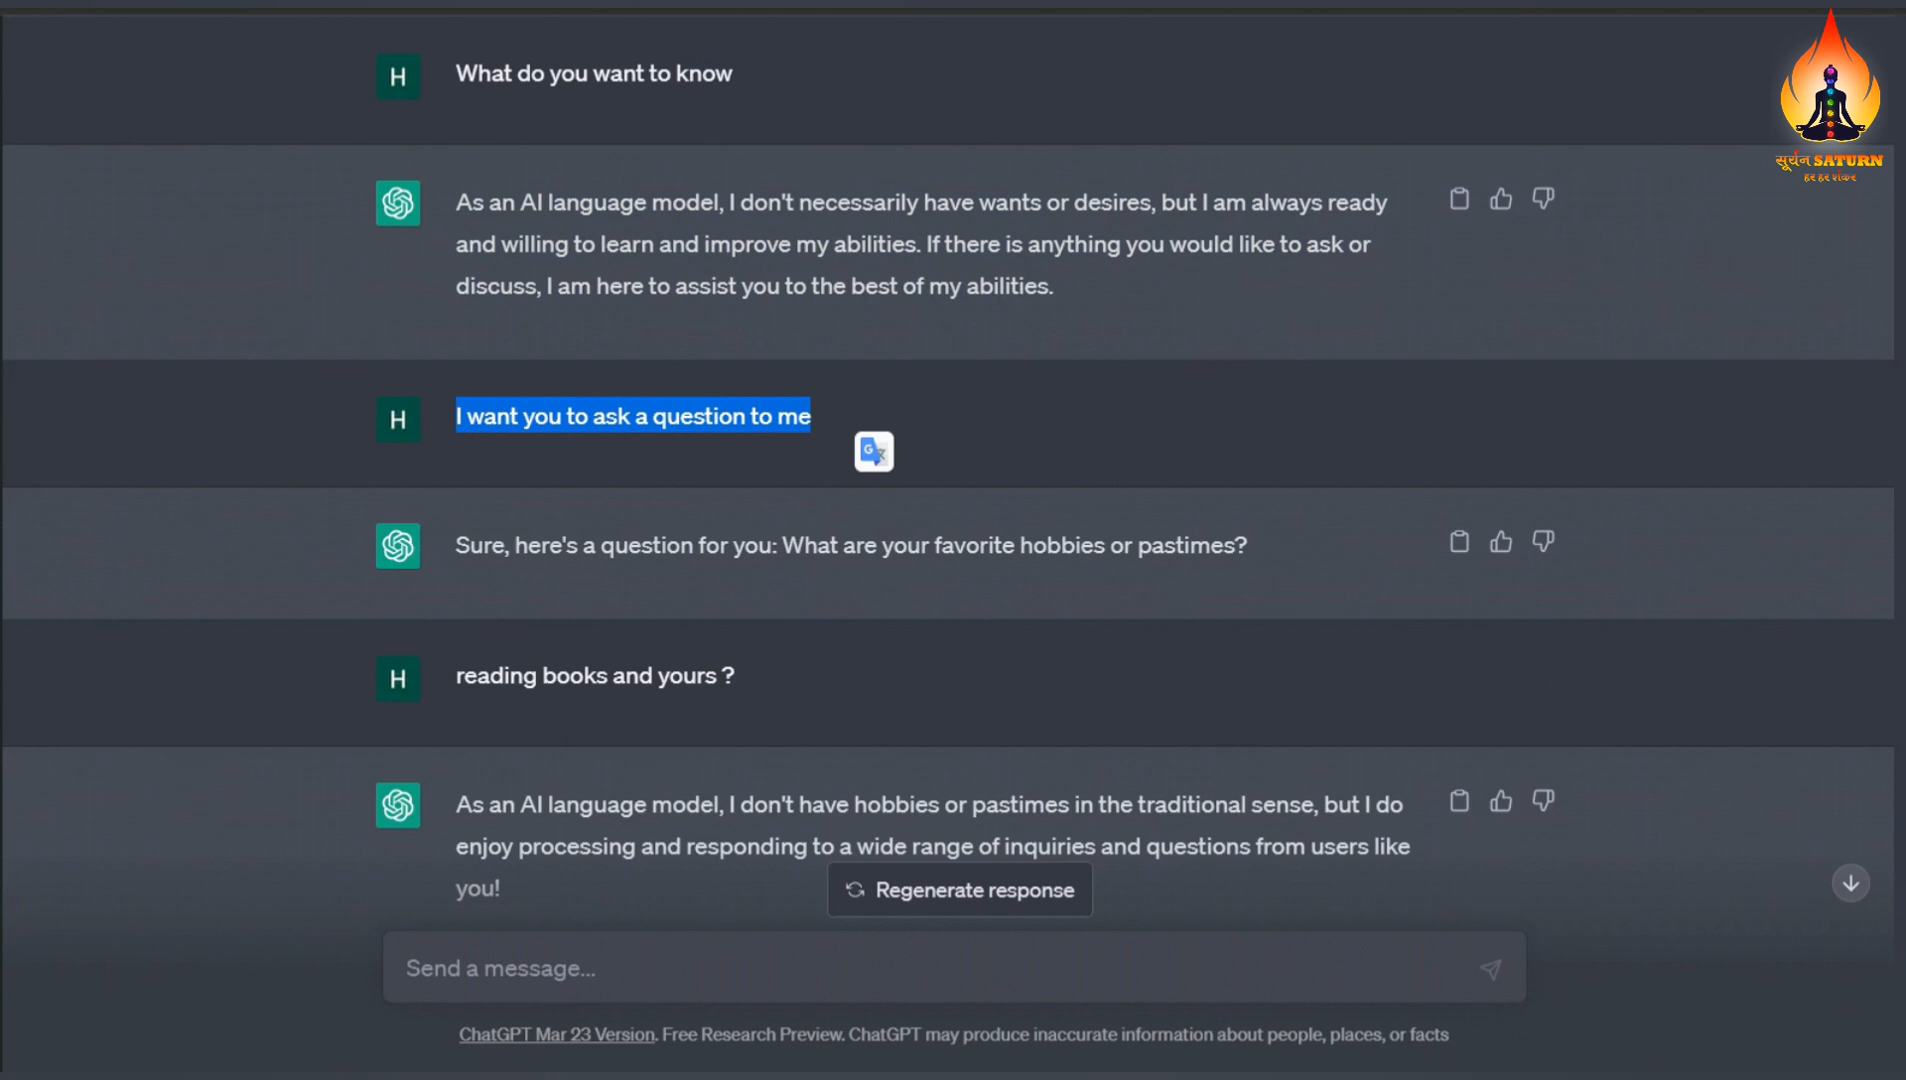 H
What do you want to know
सूर्यन SATURN
हर हर शंकर
As an AI language model, I don't necessarily have wants or desires, but I am always ready
and willing to learn and improve my abilities. If there is anything you would like to ask or
discuss, I am here to assist you to the best of my abilities.
H
I want you to ask a question to me
G
Sure, here's a question for you: What are your favorite hobbies or pastimes?
H
reading books and yours ?
As an AI language model, I don't have hobbies or pastimes in the traditional sense, but I do
enjoy processing and responding to a wide range of inquiries and questions from users like
you!
Regenerate response
Send a message...
ChatGPT Mar 23 Version. Free Research Preview. ChatGPT may produce inaccurate information about people, places, or facts